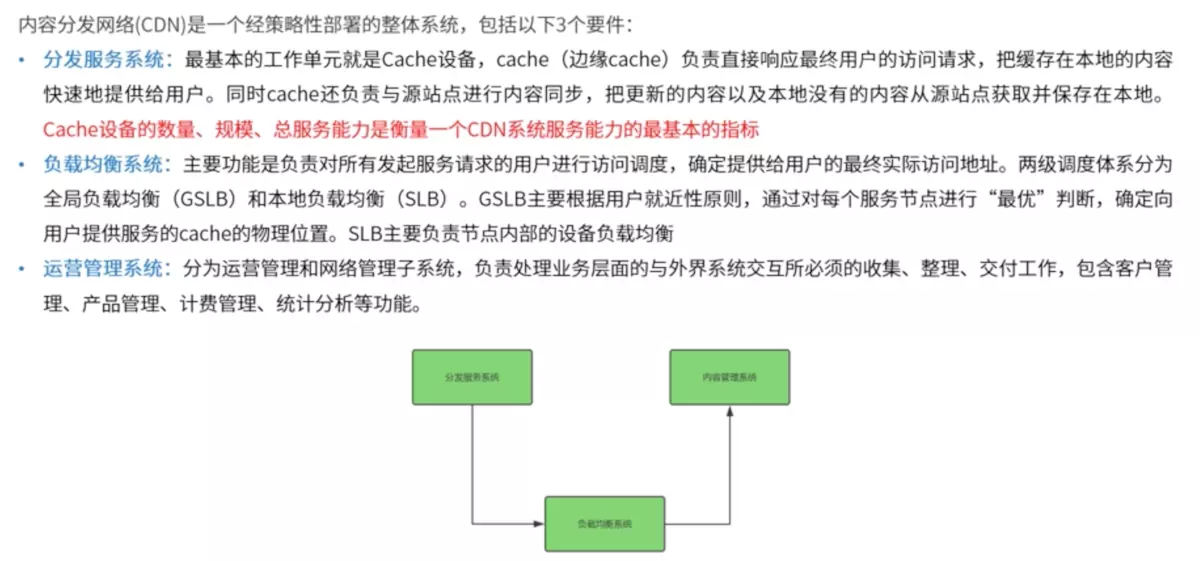 内容分发网络(CDN)是一个经策略性部署的整体系统，包括以下3个要件：
• 分发服务系统：最基本的工作单元就是Cache设备，cache（边缘cache）负责直接响应最终用户的访问请求，把缓存在本地的内容
快速地提供给用户。同时cache还负责与源站点进行内容同步，把更新的内容以及本地没有的内容从源站点获取并保存在本地。
Cache设备的数量、规模、总服务能力是衡量一个CDN系统服务能力的最基本的指标
• 负载均衡系统：主要功能是负责对所有发起服务请求的用户进行访问调度，确定提供给用户的最终实际访问地址。两级调度体系分为
全局负载均衡（GSLB）和本地负载均衡（SLB）。GSLB主要根据用户就近性原则，通过对每个服务节点进行“最优”判断，确定向
用户提供服务的cache的物理位置。SLB主要负责节点内部的设备负载均衡
• 运营管理系统：分为运营管理和网络管理子系统，负责处理业务层面的与外界系统交互所必须的收集、整理、交付工作，包含客户管
理、产品管理、计费管理、统计分析等功能。
分发服务系统
内容管理系统
负载均衡系统